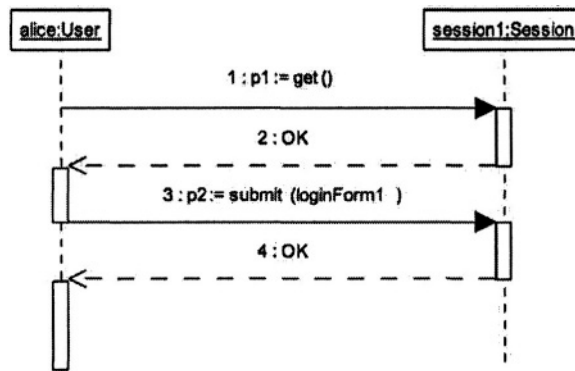 alice:User
session1:Session
1 : p1 := get ()
2 : OK
3 : p2 := submit (loginForm1 )
4 : OK